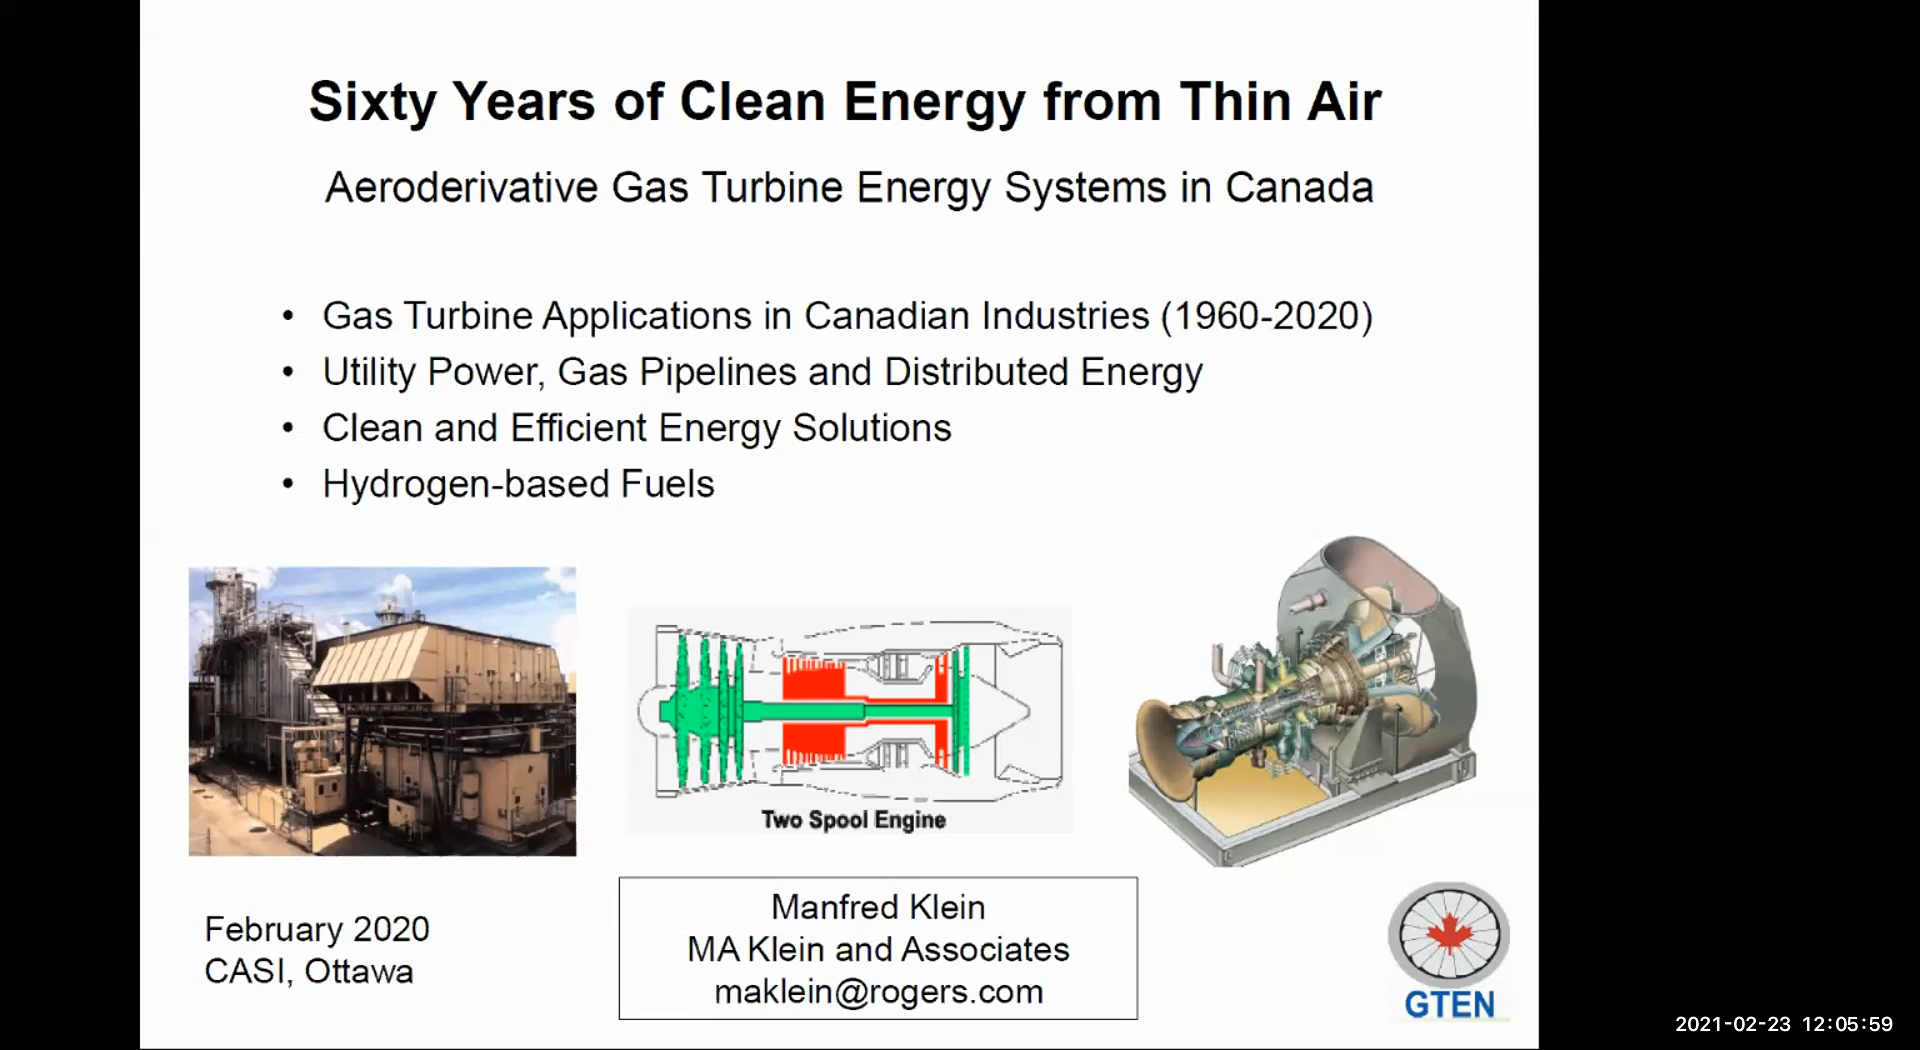 Sixty Years of Clean Energy from Thin Air
Aeroderivative Gas Turbine Energy Systems in Canada
• Gas Turbine Applications in Canadian Industries (1960-2020)
• Utility Power, Gas Pipelines and Distributed Energy
• Clean and Efficient Energy Solutions
• Hydrogen-based Fuels
Two Spool Engine
February 2020
CASI, Ottawa
Manfred Klein
MA Klein and Associates
maklein@rogers.com
GTEN
2021-02-23 12:05:59